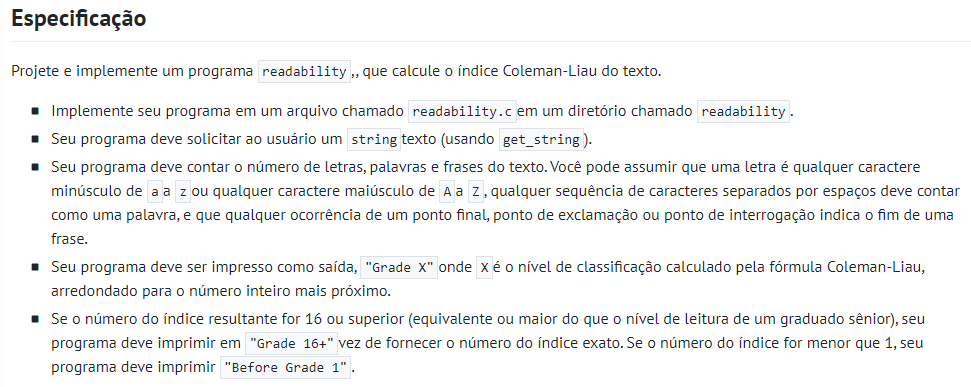 Especificação
Projete e implemente um programa readability,, que calcule o índice Coleman-Liau do texto.
Implemente seu programa em um arquivo chamado readability.c em um diretório chamado readability.
Seu programa deve solicitar ao usuário um string texto (usando get_string).
Seu programa deve contar o número de letras, palavras e frases do texto. Você pode assumir que uma letra é qualquer caractere
minúsculo de a a z ou qualquer caractere maiúsculo de A a Z, qualquer sequência de caracteres separados por espaços deve contar
como uma palavra, e que qualquer ocorrência de um ponto final, ponto de exclamação ou ponto de interrogação indica o fim de uma
frase.
Seu programa deve ser impresso como saída, "Grade X" onde X é o nível de classificação calculado pela fórmula Coleman-Liau,
arredondado para o número inteiro mais próximo.
Se o número do índice resultante for 16 ou superior (equivalente ou maior do que o nível de leitura de um graduado sênior), seu
programa deve imprimir em "Grade 16+" vez de fornecer o número do índice exato. Se o número do índice for menor que 1, seu
programa deve imprimir "Before Grade 1".